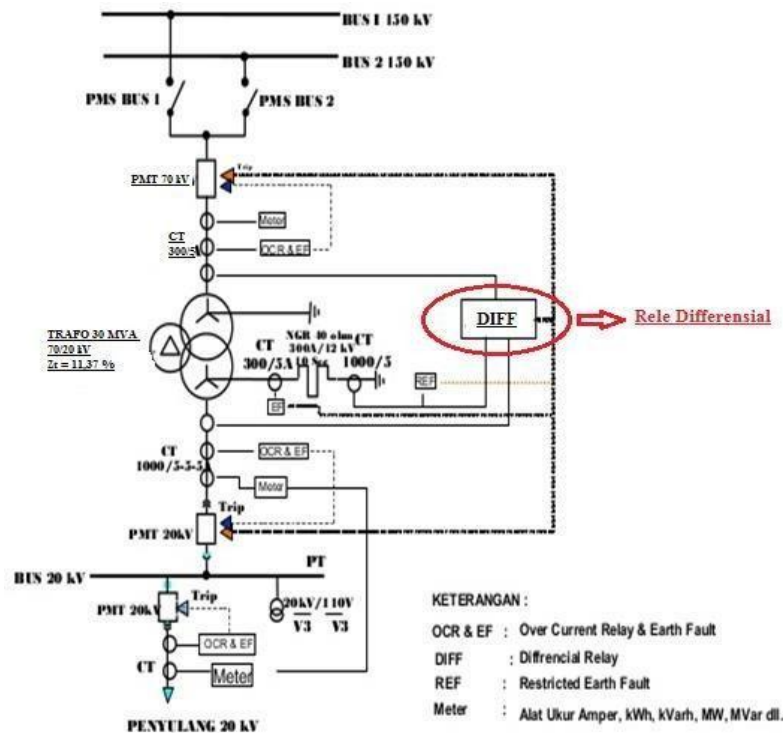 BUS 1 150 kV
BUS 2 150 kV
PMS BUS 1
PMS BUS 2
PMT 70 kV
Trip
Meter
CT
300/5A
OCR & EF
TRAFO 30 MVA
70/20 kV
Zt = 11,37 %
DIFF
Rele Differensial
CT
300/5A
NGR 40 ohm
300A/12 kV
10 Sec
CT
1000/5
REF
EF
CT
1000/5-5-5A
OCR & EF
Meter
Trip
PMT 20kV
BUS 20 kV
PT
PMT 20kV
Trip
20kV/110V
V3 V3
OCR & EF
CT
Meter
PENYULANG 20 kV
KETERANGAN :
OCR & EF : Over Current Relay & Earth Fault
DIFF : Diffrencial Relay
REF : Restricted Earth Fault
Meter : Alat Ukur Amper, kWh, kVarh, MW, MVar dll.